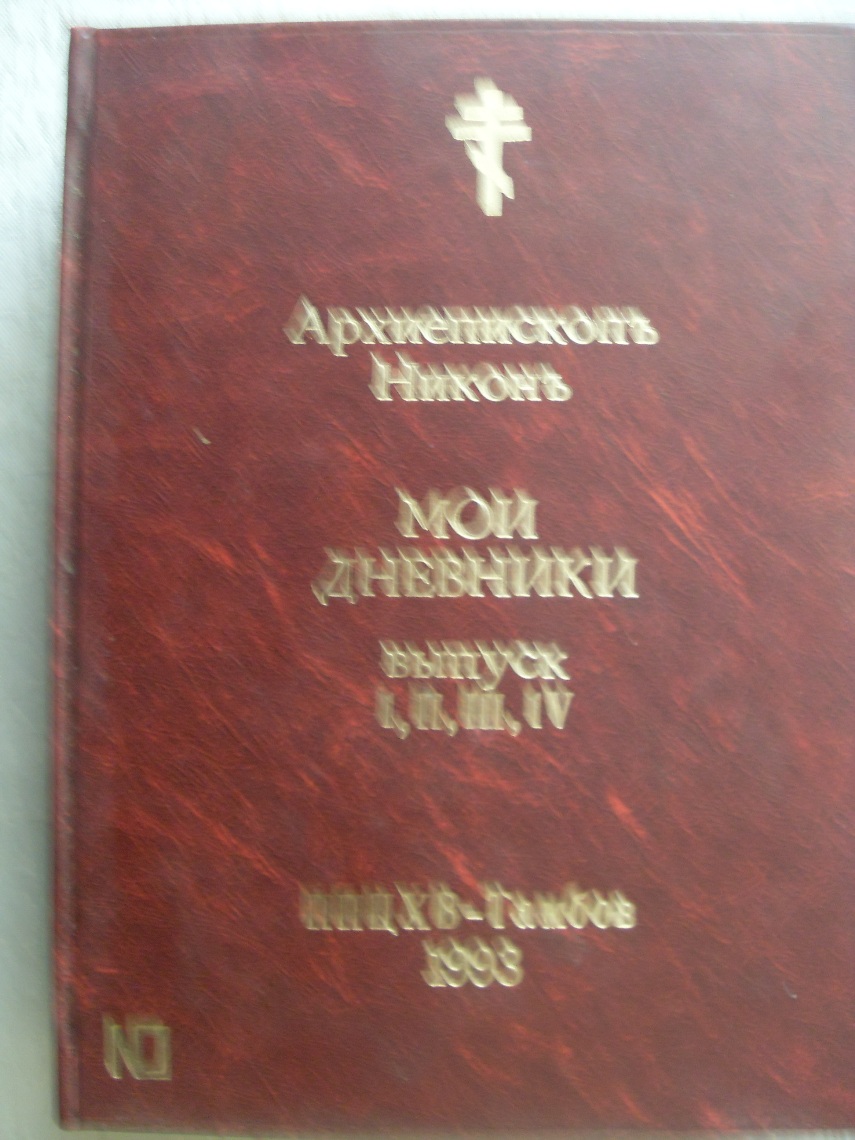 Архиепископъ
Никонъ
МОИ
ДНЕВНИКИ
выпуск
I, II, III, IV
1993